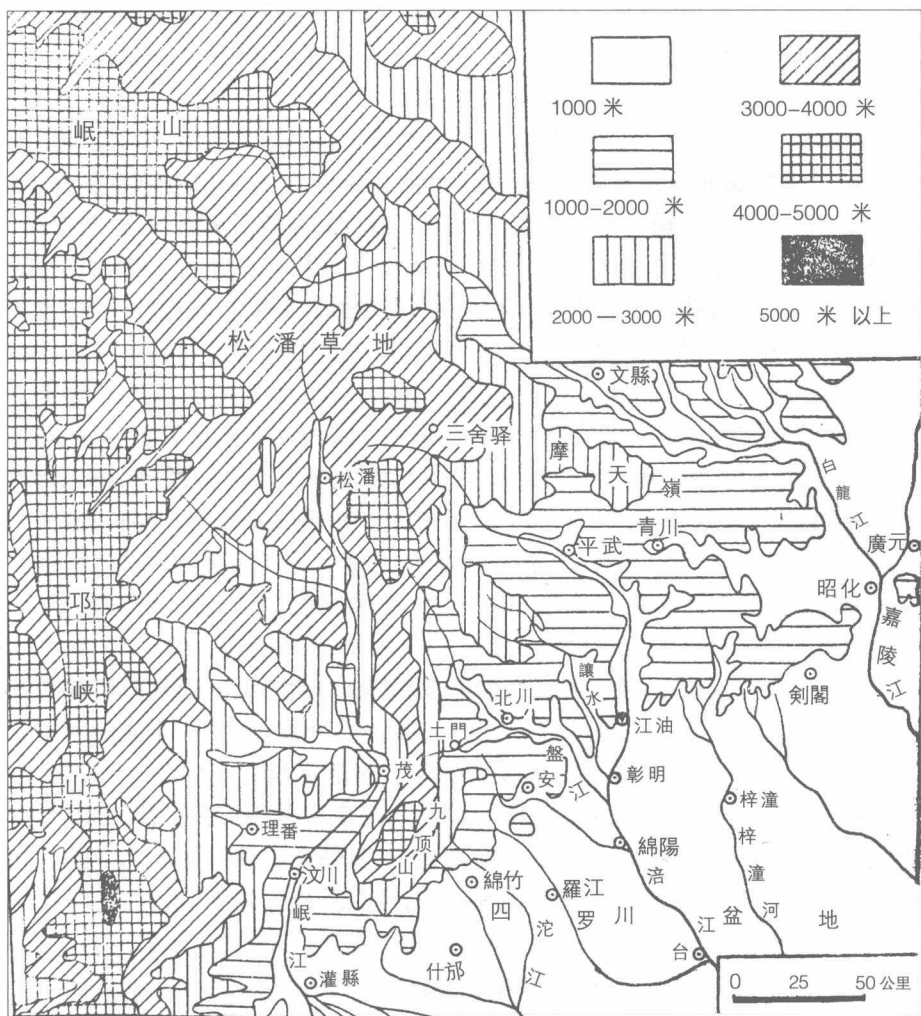 1000 米
3000-4000 米
1000-2000 米
4000-5000 米
2000 — 3000 米
5000 米 以上
岷 山
松 潘 草 地
文縣
三舍驿
摩天嶺
松潘
白龍江
青川
平武
廣元
昭化
嘉陵江
邛峡山
讓水
北川
土門
江油
剣閣
盤江
茂
安
彰明
梓潼
九顶山
理番
綿陽
梓潼河
汶川
綿竹
羅江
涪江
四川盆地
罗
沱江
岷江
什邡
台
灌縣
0 25 50 公里